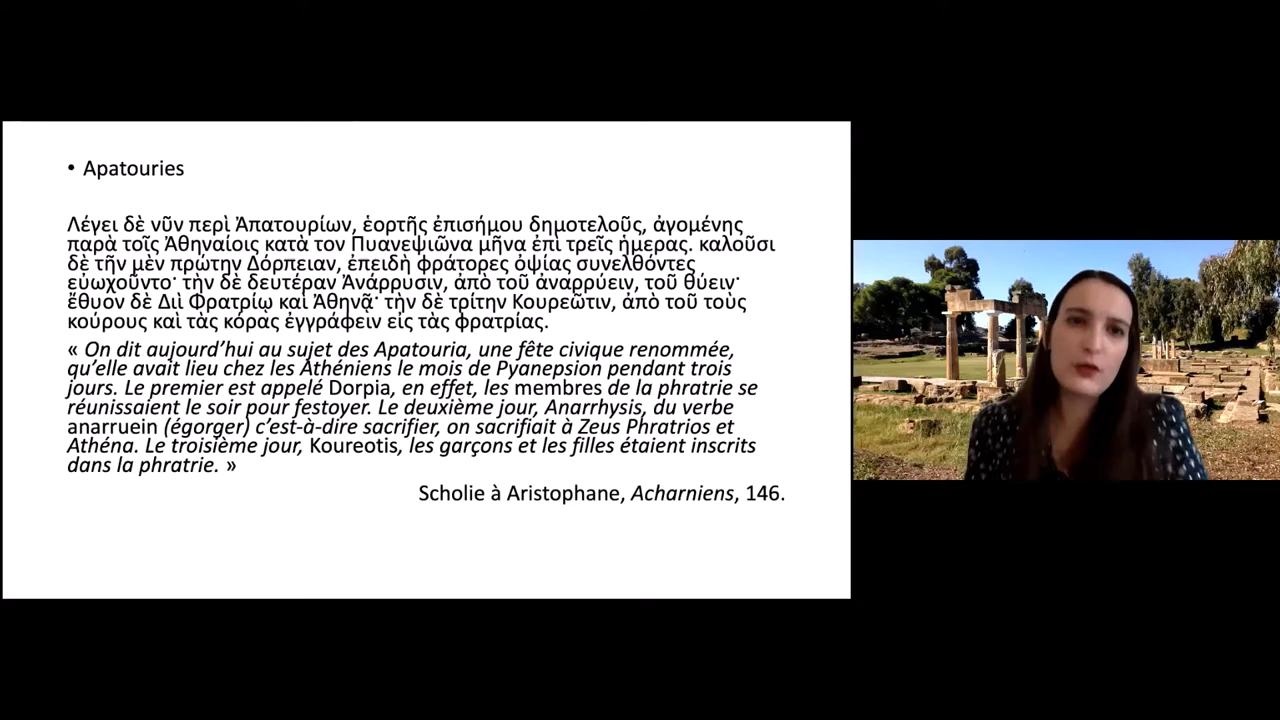 • Apatouries
Λέγει δὲ νῦν περὶ Ἀπατουρίων, ἑορτῆς ἐπισήμου δημοτελοῦς, ἀγομένης
παρὰ τοῖς Ἀθηναίοις κατὰ τον Πυανεψιῶνα μῆνα ἐπὶ τρεῖς ἡμερας. καλοῦσι
δὲ τῆν μὲν πρώτην Δόρπειαν, ἐπειδὴ φράτορες ὀψίας συνελθόντες
εὐωχοῦντο· τὴν δὲ δευτέραν Ἀνάρρυσιν, ἀπὸ τοῦ ἀναρρύειν, τοῦ θύειν·
ἔθυον δὲ Διὶ Φρατρίῳ καὶ Ἀθηνᾷ· τὴν δὲ τρίτην Κουρεῶτιν, ἀπὸ τοῦ τοὺς
κούρους καὶ τὰς κόρας ἐγγράφειν εἰς τὰς φρατρίας.
« On dit aujourd’hui au sujet des Apatouria, une fête civique renommée,
qu’elle avait lieu chez les Athéniens le mois de Pyanepsion pendant trois
jours. Le premier est appelé Dorpia, en effet, les membres de la phratrie se
réunissaient le soir pour festoyer. Le deuxième jour, Anarrhysis, du verbe
anarruein (égorger) c’est-à-dire sacrifier, on sacrifiait à Zeus Phratrios et
Athéna. Le troisième jour, Koureotis, les garçons et les filles étaient inscrits
dans la phratrie. »
Scholie à Aristophane, Acharniens, 146.